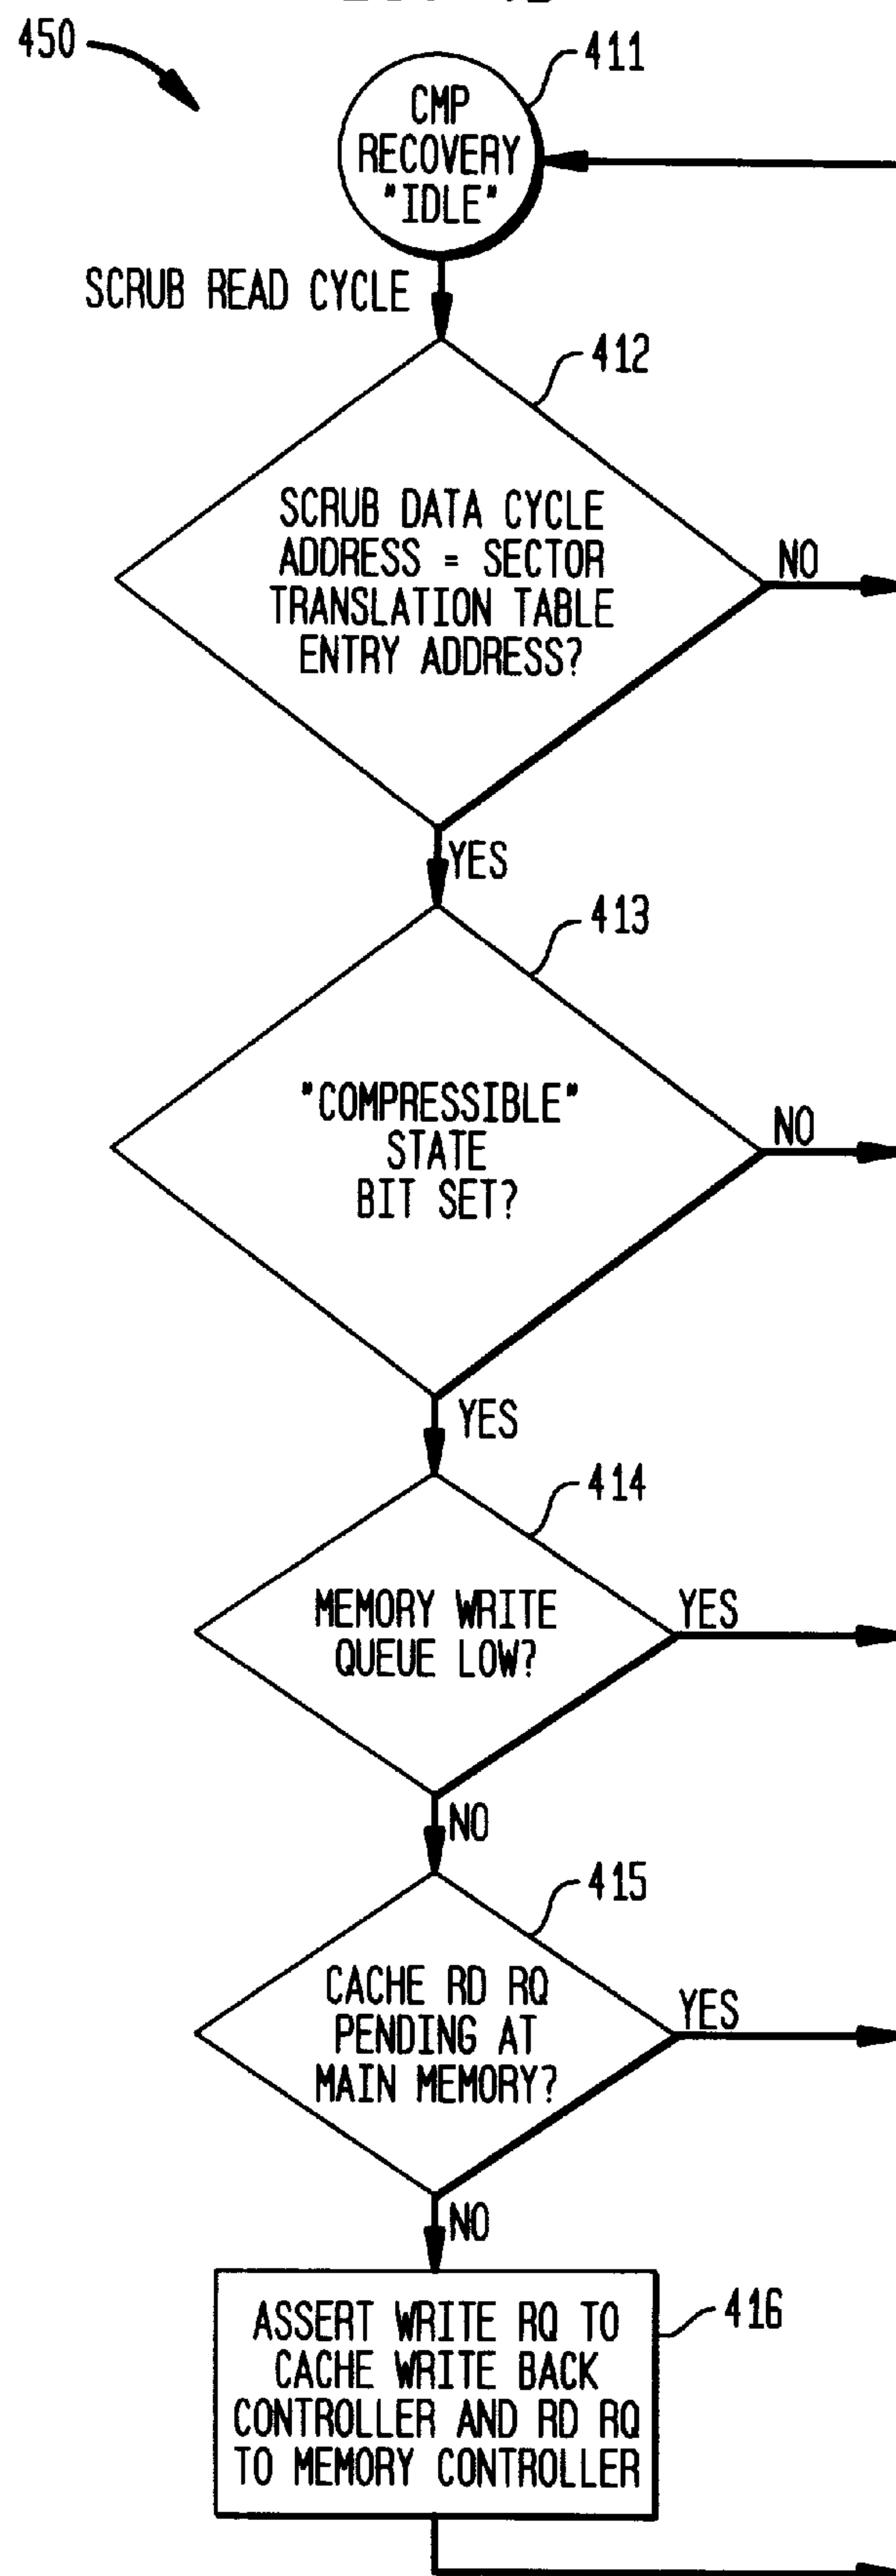 450
411
CMP
RECOVERY
"IDLE"
SCRUB READ CYCLE
412
SCRUB DATA CYCLE
ADDRESS = SECTOR
TRANSLATION TABLE
ENTRY ADDRESS?
NO
YES
413
"COMPRESSIBLE"
STATE
BIT SET?
NO
YES
414
MEMORY WRITE
QUEUE LOW?
YES
NO
415
CACHE RD RQ
PENDING AT
MAIN MEMORY?
YES
NO
416
ASSERT WRITE RQ TO
CACHE WRITE BACK
CONTROLLER AND RD RQ
TO MEMORY CONTROLLER